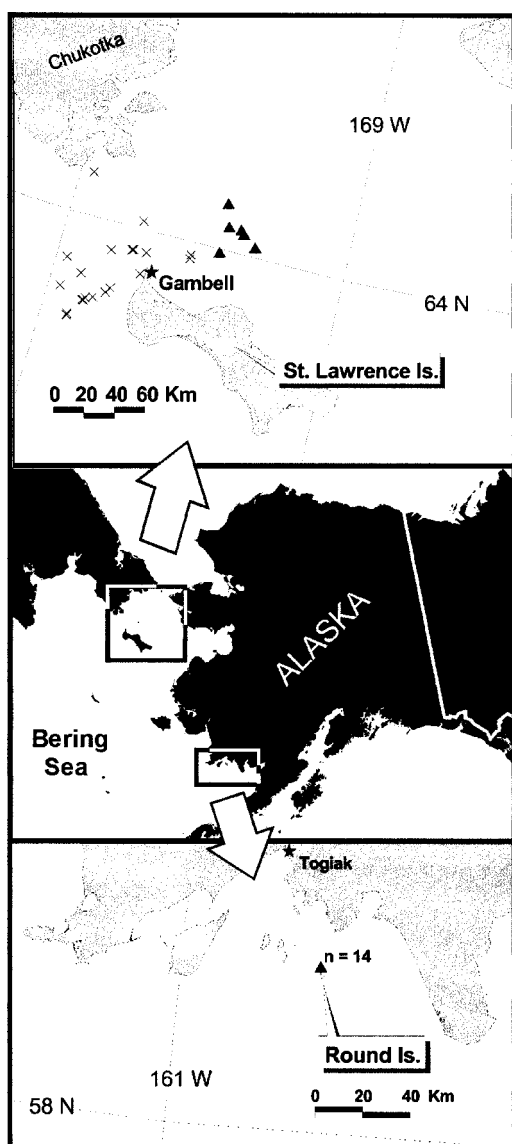 Chukotka
169 W
Gambell
64 N
St. Lawrence Is.
0 20 40 60 Km
ALASKA
Bering
Sea
Togiak
n = 14
Round Is.
161 W
0 20 40 Km
58 N